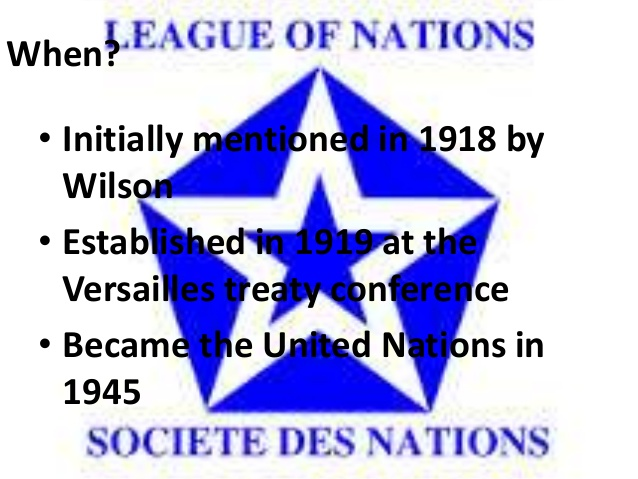 LEAGUE OF NATIONS
When?
• Initially mentioned in 1918 by
Wilson
• Established in 1919 at the
Versailles treaty conference
• Became the United Nations in
1945
SOCIETE DES NATIONS